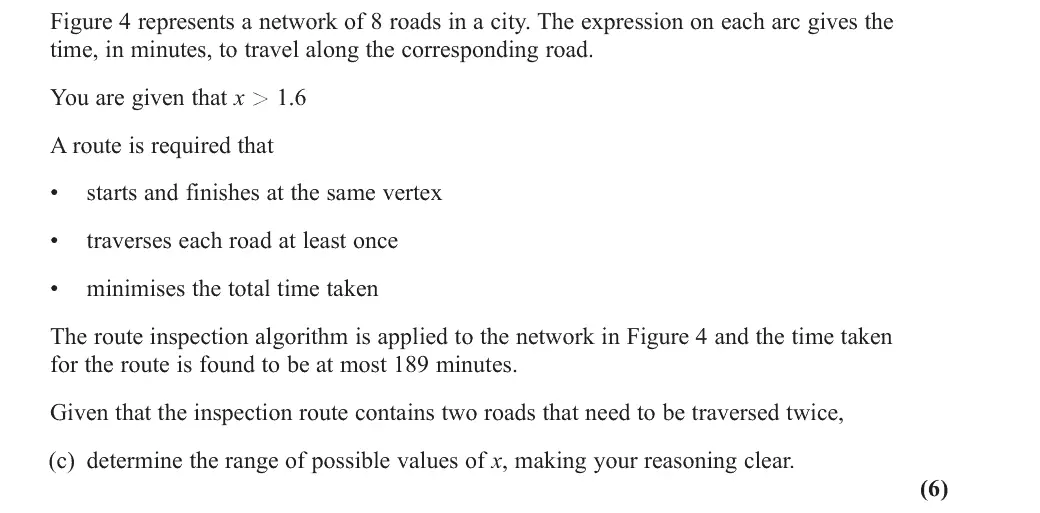 Figure 4 represents a network of 8 roads in a city. The expression on each arc gives the
time, in minutes, to travel along the corresponding road.
You are given that x > 1.6
A route is required that
• starts and finishes at the same vertex
• traverses each road at least once
• minimises the total time taken
The route inspection algorithm is applied to the network in Figure 4 and the time taken
for the route is found to be at most 189 minutes.
Given that the inspection route contains two roads that need to be traversed twice,
(c) determine the range of possible values of x, making your reasoning clear.
(6)